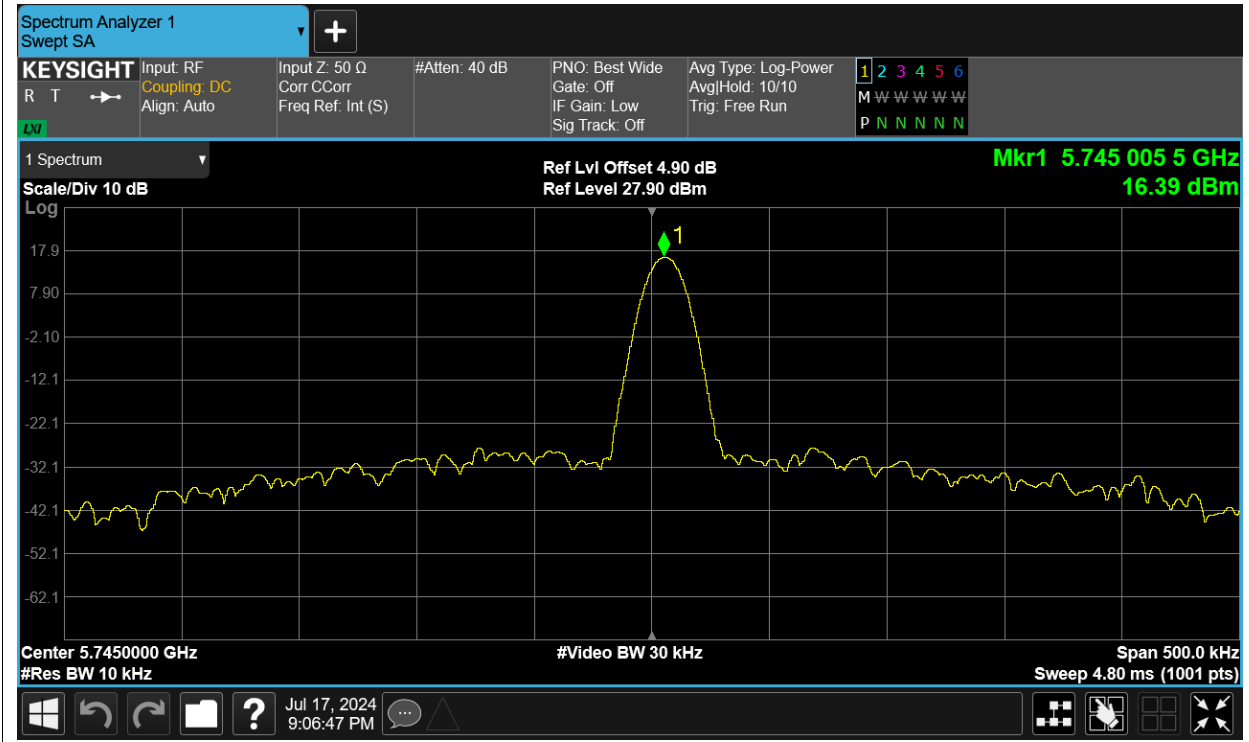 Spectrum Analyzer 1
Swept SA
KEYSIGHT
R T
LXI
Input: RF
Coupling: DC
Align: Auto
Input Z: 50 Ω
Corr CCorr
Freq Ref: Int (S)
#Atten: 40 dB
PNO: Best Wide
Gate: Off
IF Gain: Low
Sig Track: Off
Avg Type: Log-Power
Avg|Hold: 10/10
Trig: Free Run
1 2 3 4 5 6
M W W W W W
P N N N N N
1 Spectrum
Scale/Div 10 dB
Log
Ref Lvl Offset 4.90 dB
Ref Level 27.90 dBm
Mkr1 5.745 005 5 GHz
16.39 dBm
1
17.9
7.90
-2.10
-12.1
-22.1
-32.1
-42.1
-52.1
-62.1
Center 5.7450000 GHz
#Video BW 30 kHz
Span 500.0 kHz
#Res BW 10 kHz
Sweep 4.80 ms (1001 pts)
?
Jul 17, 2024
9:06:47 PM